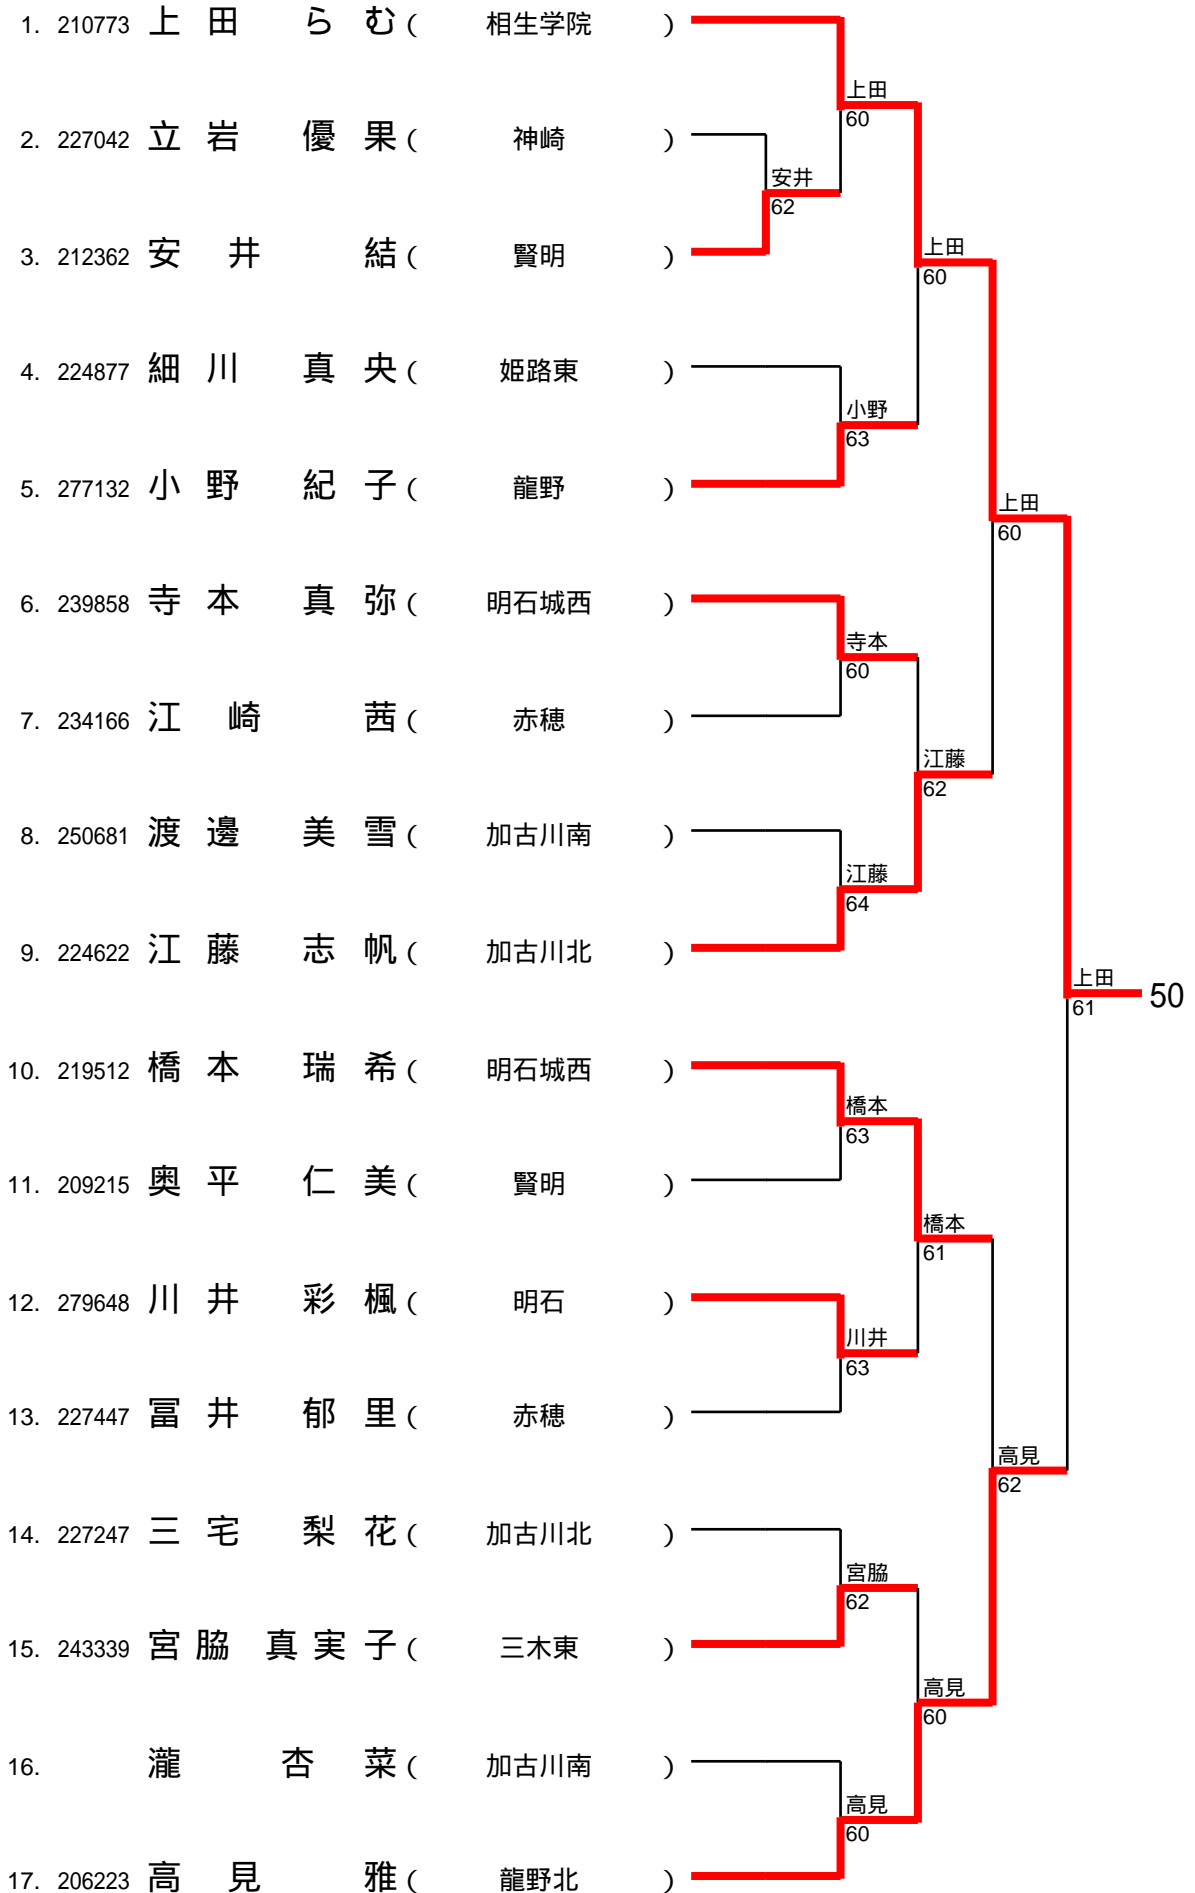 1. 210773 上田 らむ ( 相生学院 )
上田
60
2. 227042 立岩 優果 ( 神崎 )
安井
62
3. 212362 安井 結 ( 賢明 )
上田
60
4. 224877 細川 真央 ( 姫路東 )
小野
63
5. 277132 小野 紀子 ( 龍野 )
上田
60
6. 239858 寺本 真弥 ( 明石城西 )
寺本
60
7. 234166 江崎 茜 ( 赤穂 )
江藤
62
8. 250681 渡邊 美雪 ( 加古川南 )
江藤
64
9. 224622 江藤 志帆 ( 加古川北 )
上田
61
50
10. 219512 橋本 瑞希 ( 明石城西 )
橋本
63
11. 209215 奥平 仁美 ( 賢明 )
橋本
61
12. 279648 川井 彩楓 ( 明石 )
川井
63
13. 227447 冨井 郁里 ( 赤穂 )
高見
62
14. 227247 三宅 梨花 ( 加古川北 )
宮脇
62
15. 243339 宮脇 真実子 ( 三木東 )
高見
60
16. 瀧 杏菜 ( 加古川南 )
高見
60
17. 206223 高見 雅 ( 龍野北 )